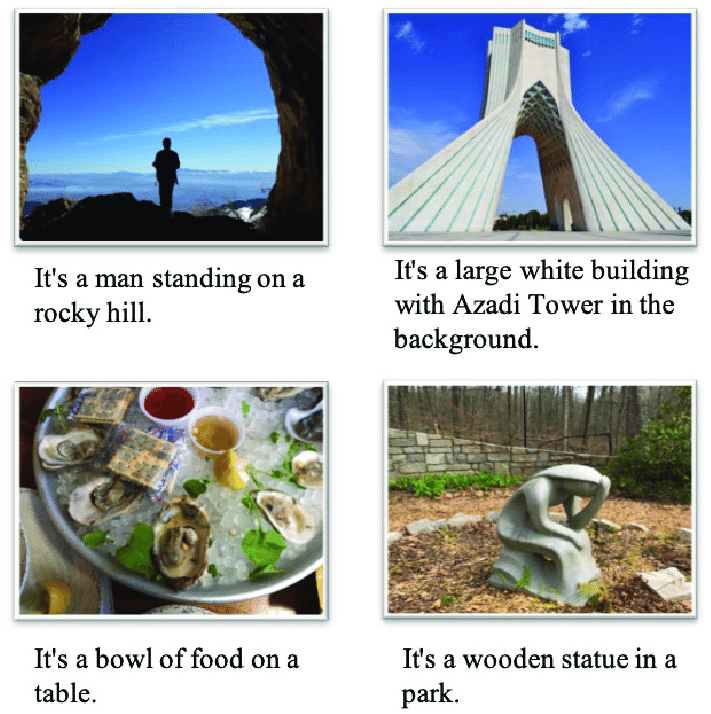 It's a man standing on a
rocky hill.
It's a large white building
with Azadi Tower in the
background.
It's a bowl of food on a
table.
It's a wooden statue in a
park.